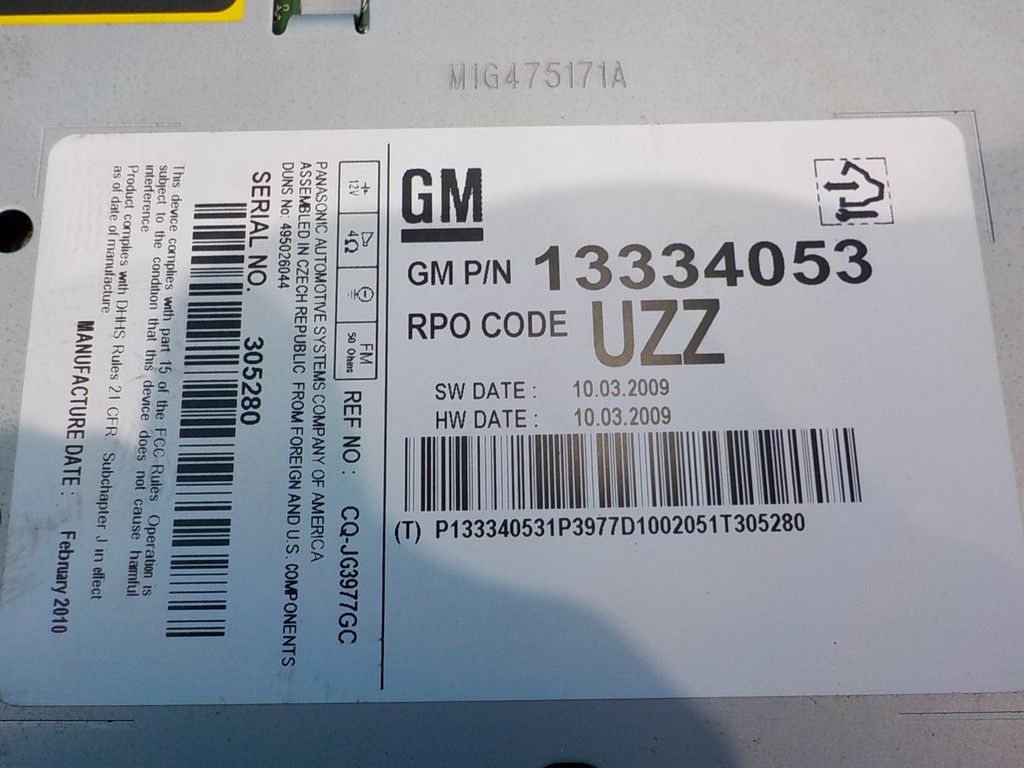 M1G475171A
GM
GM P/N 13334053
RPO CODE UZZ
SW DATE : 10.03.2009
HW DATE : 10.03.2009
(T) P133340531P3977D1002051T305280
12V 4Ω FM 50 Ohms
REF NO : CQ-JG3977GC
PANASONIC AUTOMOTIVE SYSTEMS COMPANY OF AMERICA
ASSEMBLED IN CZECH REPUBLIC FROM FOREIGN AND U.S. COMPONENTS
DUNS No: 495026044
SERIAL NO. 305280
This device complies with part 15 of the FCC Rules Operation is
subject to the condition that this device does not cause harmful
interference
Product complies with DHHS Rules 21 CFR Subchapter J in effect
as of date of manufacture
MANUFACTURE DATE : February 2010